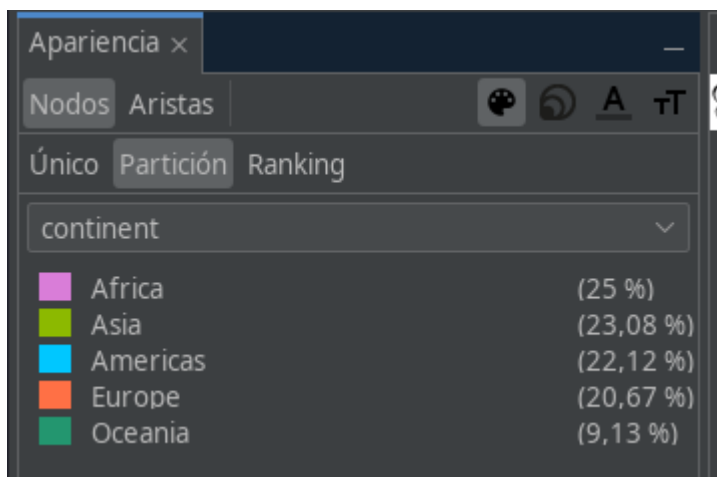 Apariencia ×
Nodos Aristas A TT
Único Partición Ranking
continent
Africa (25 %)
Asia (23,08 %)
Americas (22,12 %)
Europe (20,67 %)
Oceania (9,13 %)